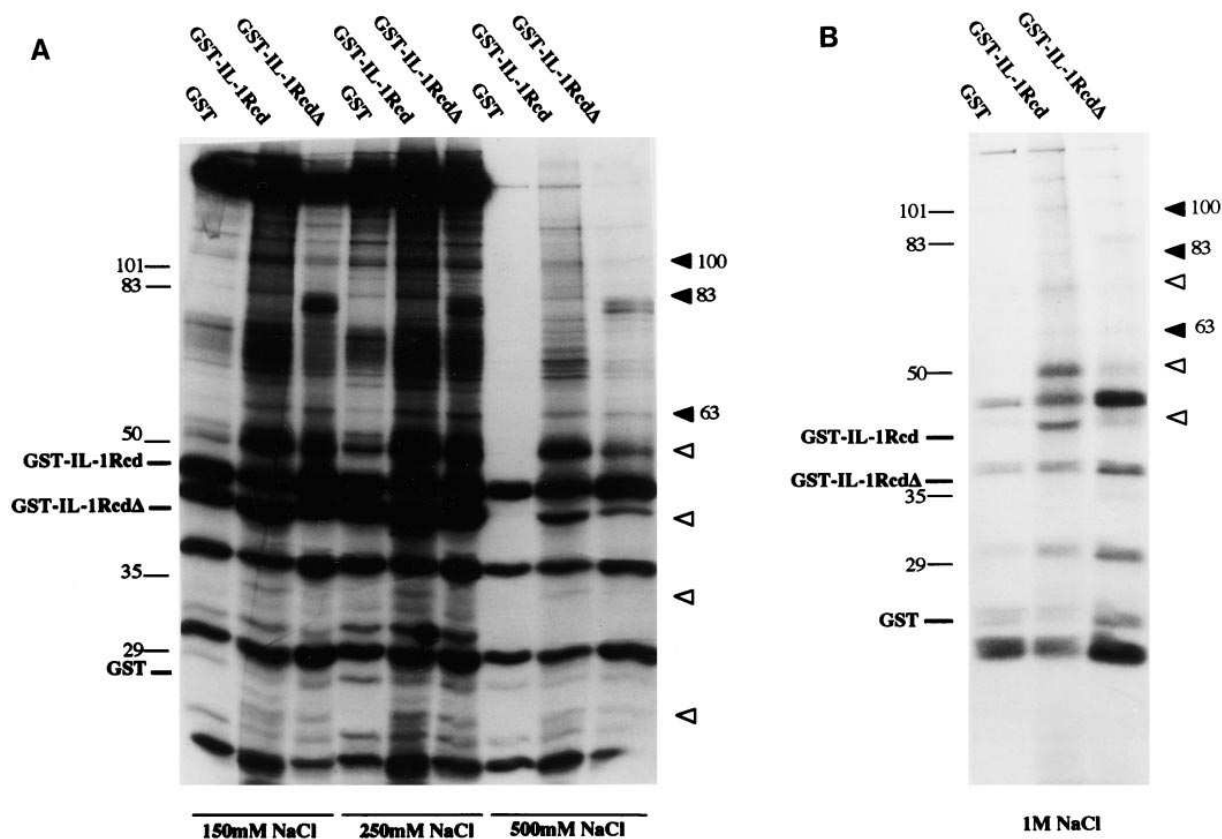 A
GST
GST-IL-1Rcd
GST-IL-1RcdΔ
GST
GST-IL-1Rcd
GST-IL-1RcdΔ
GST
GST-IL-1Rcd
GST-IL-1RcdΔ
101
83
50
GST-IL-1Rcd
GST-IL-1RcdΔ
35
29
GST
100
83
63
150mM NaCl
250mM NaCl
500mM NaCl
B
GST
GST-IL-1Rcd
GST-IL-1RcdΔ
101
83
50
GST-IL-1Rcd
GST-IL-1RcdΔ
35
29
GST
100
83
63
1M NaCl